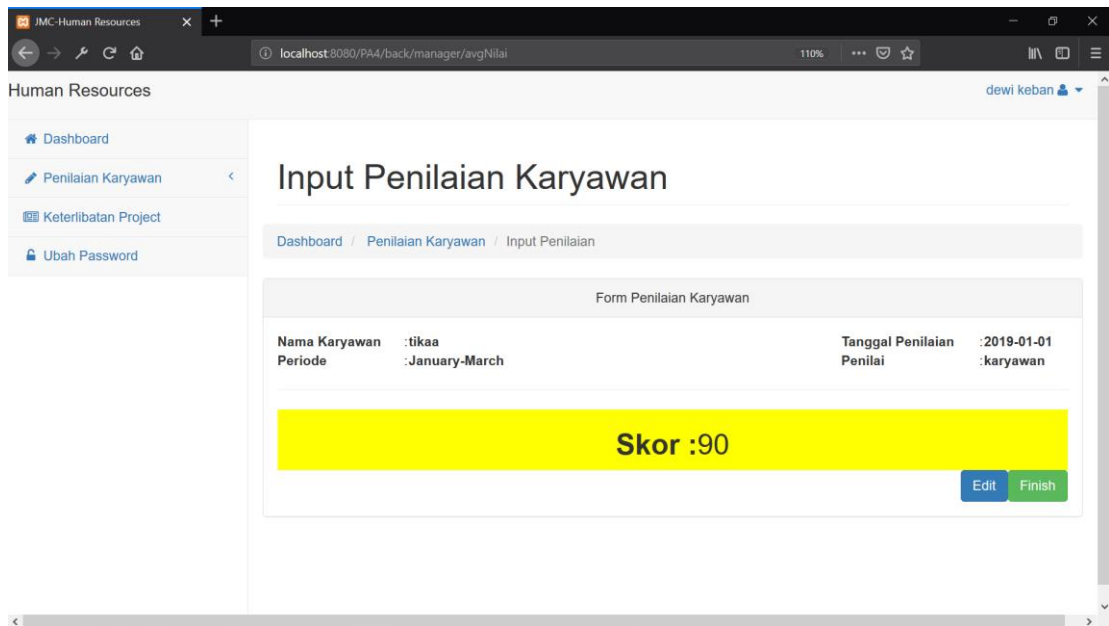 JMC-Human Resources
localhost:8080/PA4/back/manager/avgNilai 110%
Human Resources
dewi keban
Dashboard
Penilaian Karyawan
Keterlibatan Project
Ubah Password
Input Penilaian Karyawan
Dashboard / Penilaian Karyawan / Input Penilaian
Form Penilaian Karyawan
Nama Karyawan :tikaa
Periode :January-March
Tanggal Penilaian :2019-01-01
Penilai :karyawan
Skor :90
Edit Finish